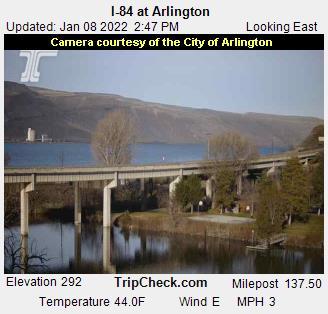 I-84 at Arlington
Updated: Jan 08 2022 2:47 PM Looking East
Camera courtesy of the City of Arlington
Elevation 292 TripCheck.com Milepost 137.50
Temperature 44.0F Wind E MPH 3